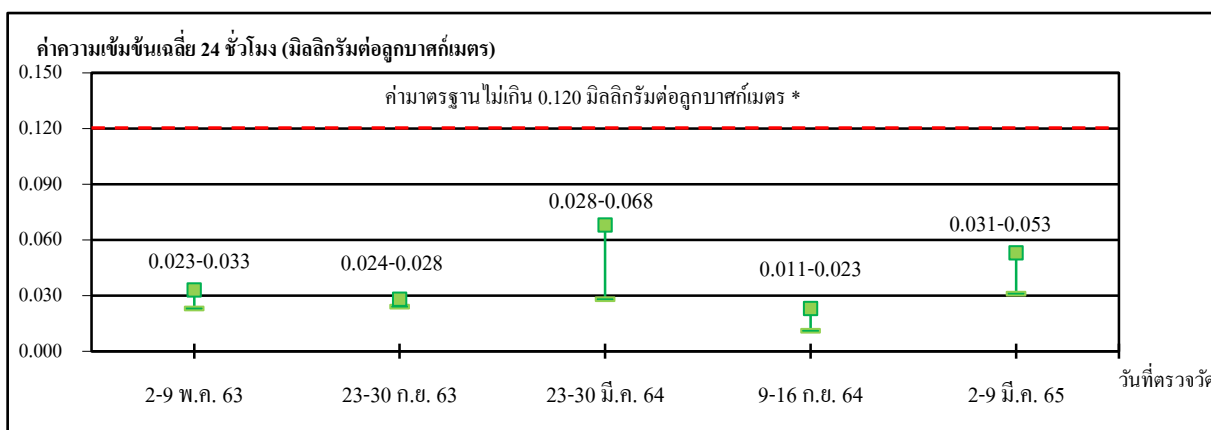 ค่าความเข้มข้นเฉลี่ย 24 ชั่วโมง (มิลลิกรัมต่อลูกบาศก์เมตร)
0.150
ค่ามาตรฐานไม่เกิน 0.120 มิลลิกรัมต่อลูกบาศก์เมตร *
0.120
0.090
0.028-0.068
0.060
0.031-0.053
0.023-0.033
0.024-0.028
0.011-0.023
0.030
0.000
วันที่ตรวจวัด
2-9 พ.ค. 63
23-30 ก.ย. 63
23-30 มี.ค. 64
9-16 ก.ย. 64
2-9 มี.ค. 65